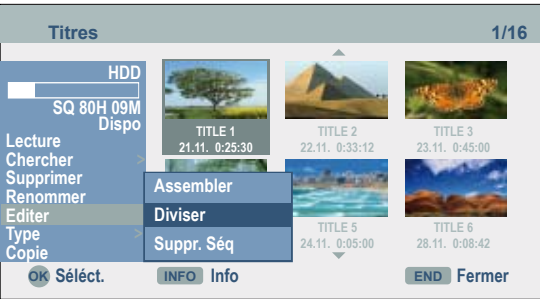 Titres
1/16
HDD
SQ 80H 09M
Dispo
Lecture
Chercher >
Supprimer
Renommer
Editer
Type >
Copie
Assembler
Diviser
Suppr. Séq
TITLE 1
21.11. 0:25:30
TITLE 2
22.11. 0:33:12
TITLE 3
23.11. 0:45:00
TITLE 5
24.11. 0:05:00
TITLE 6
28.11. 0:08:42
OK Séléct.
INFO Info
END Fermer